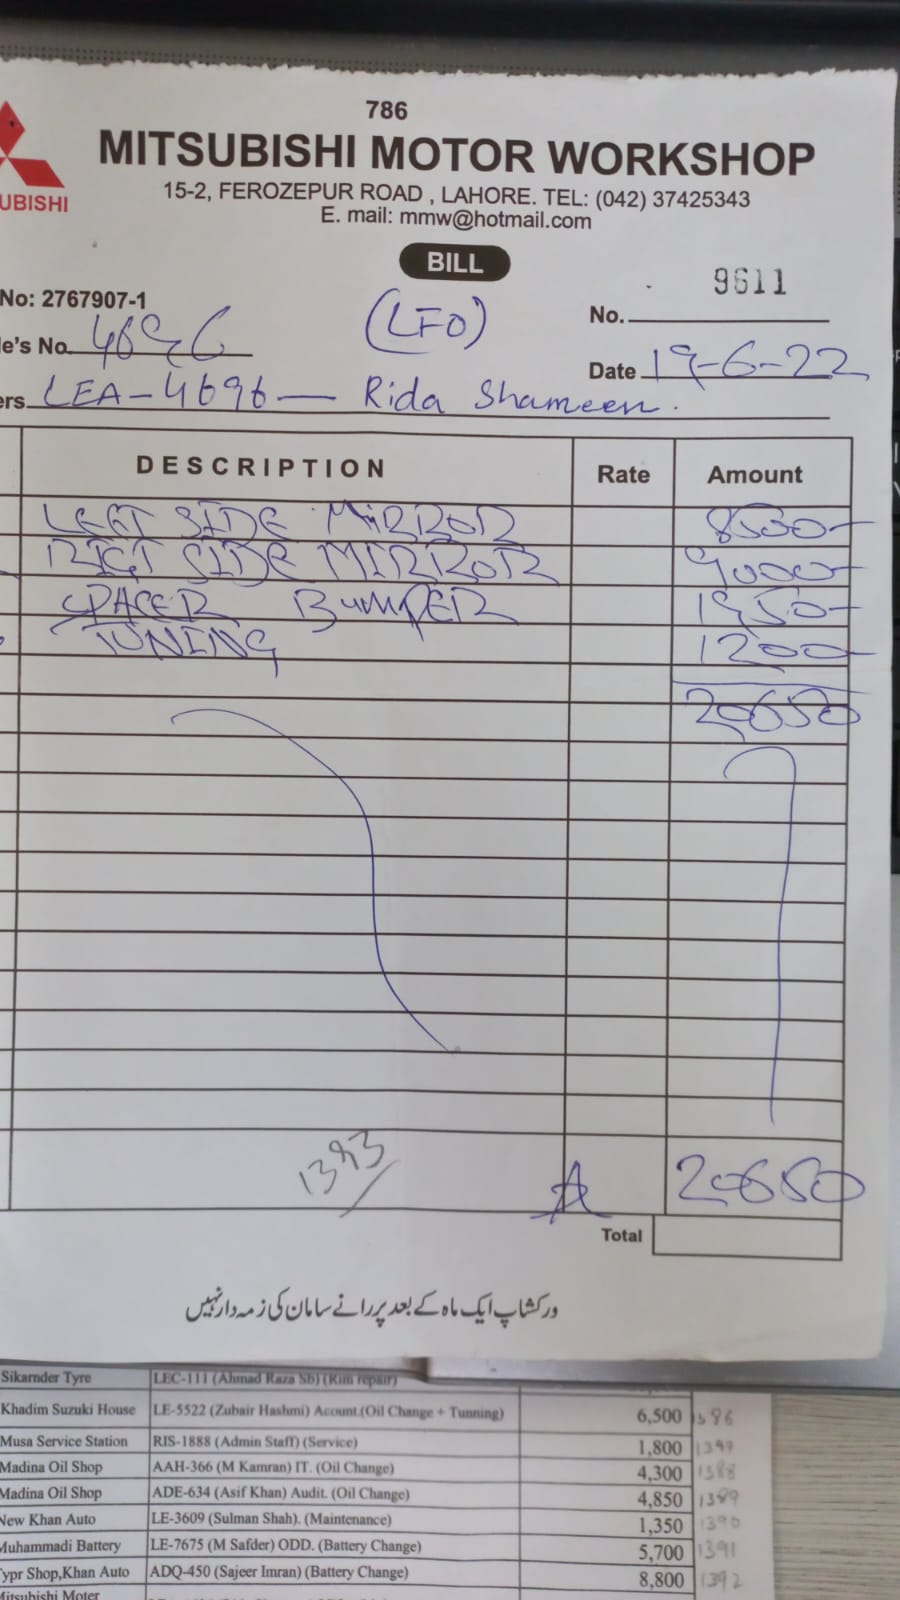 786
MITSUBISHI MOTOR WORKSHOP
15-2, FEROZEPUR ROAD , LAHORE. TEL: (042) 37425343
E. mail: mmw@hotmail.com
UBISHI
BILL
No: 2767907-1
9611
No.
(LFO)
le's No. 4696
Date 19-6-22
ers LEA-4696 — Rida Shameen.
DESCRIPTION Rate Amount
LEFT SIDE MIRROR 8500-
RIGT SIDE MIRROR 9000-
SPACER BUMPER 1950-
TUNING 1200-
20650
1393
20650
Total
ورکشاپ ایک ماہ کے بعد پررانے سامان کی زمہ دار نہیں
Sikarnder Tyre LEC-111 (Ahmad Raza Sb) (Rim repair)
Khadim Suzuki House LE-5522 (Zubair Hashmi) Acount.(Oil Change + Tunning) 6,500 1386
Musa Service Station RIS-1888 (Admin Staff) (Service) 1,800
Madina Oil Shop AAH-366 (M Kamran) IT. (Oil Change) 4,300 1388
Madina Oil Shop ADE-634 (Asif Khan) Audit. (Oil Change) 4,850 1389
New Khan Auto LE-3609 (Sulman Shah). (Maintenance) 1,350 1390
Muhammadi Battery LE-7675 (M Safder) ODD. (Battery Change) 5,700 1391
Typr Shop,Khan Auto ADQ-450 (Sajeer Imran) (Battery Change) 8,800 1392
Mitsubishi Moter